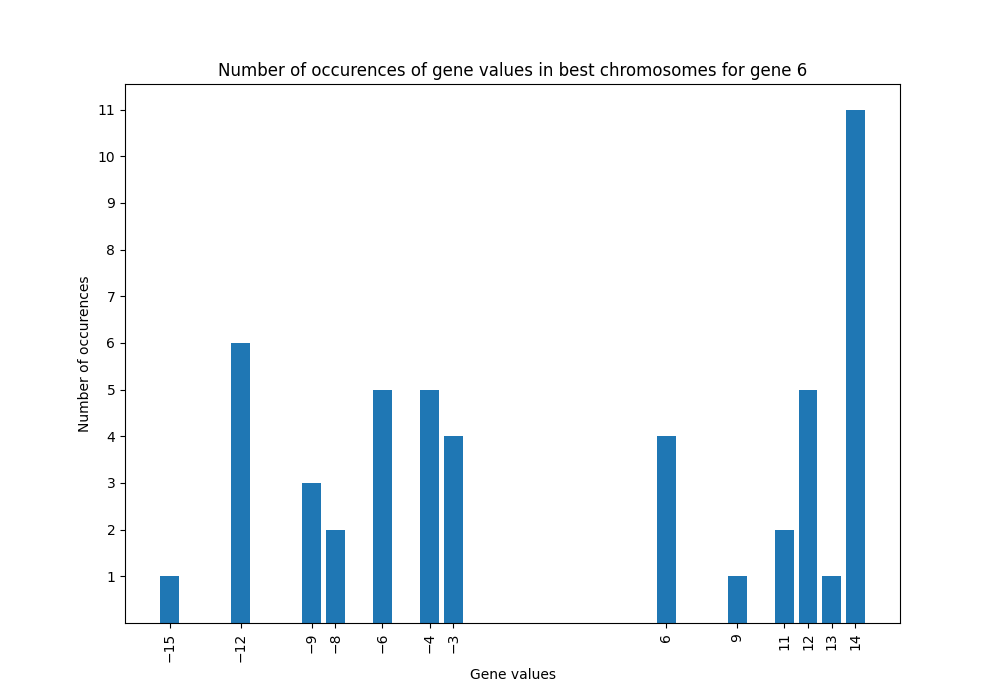 Number of occurences of gene values in best chromosomes for gene 6
11
10
9
8
7
6
5
4
3
2
1
Number of occurences
−15 −12 −9 −8 −6 −4 −3 6 9 11 12 13 14
Gene values